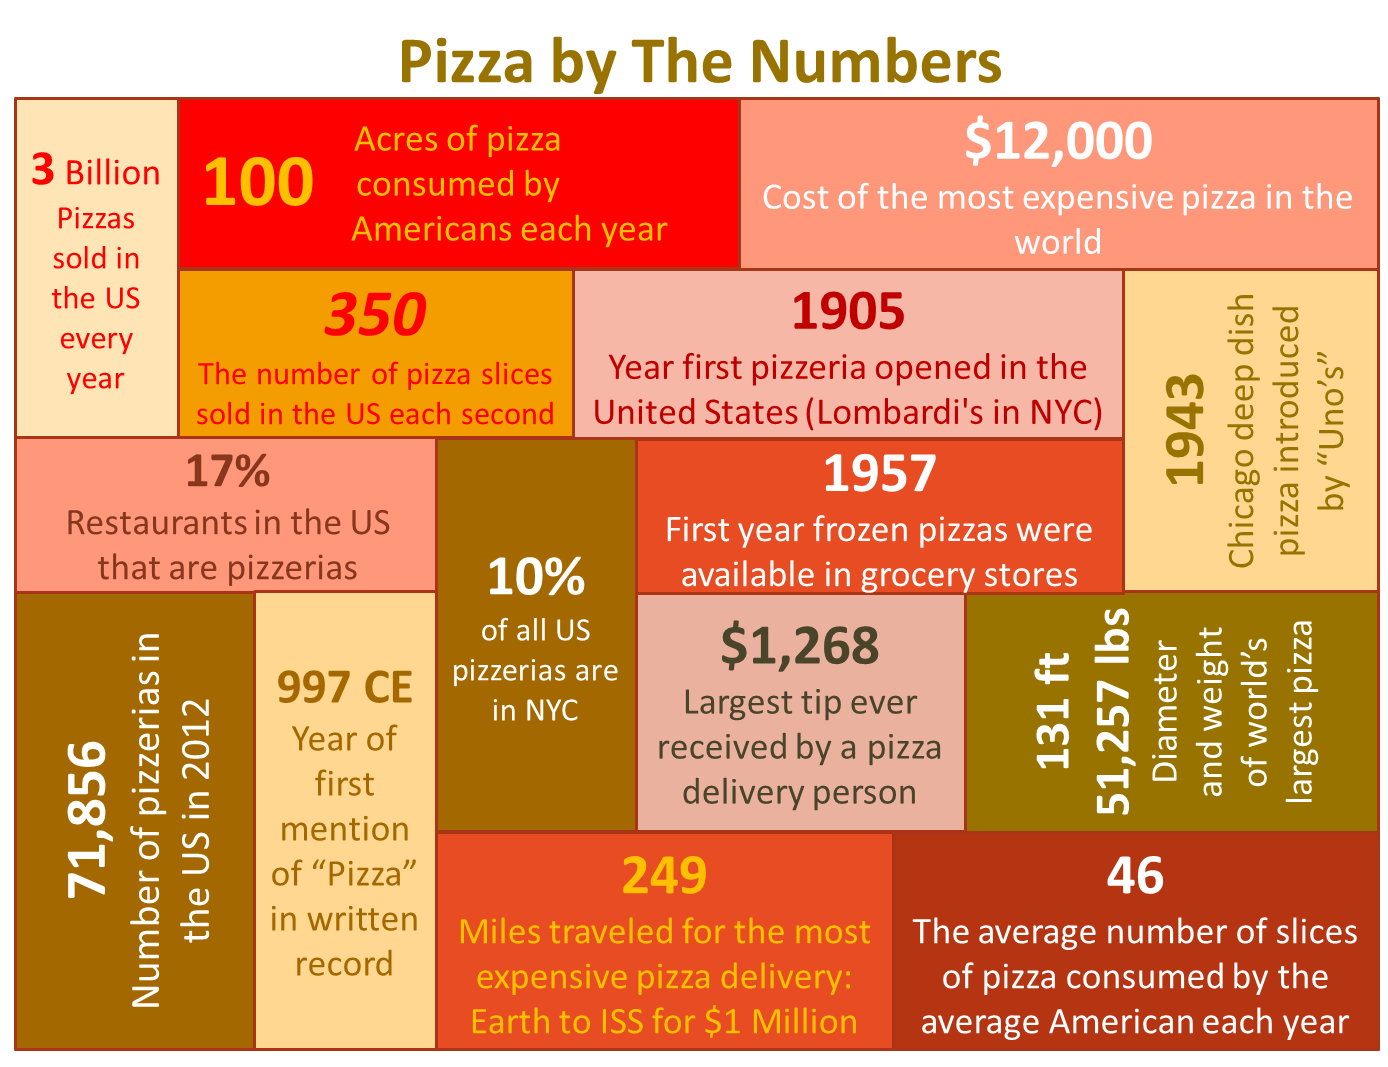 Pizza by The Numbers
3 Billion
Pizzas
sold in
the US
every
year
100
Acres of pizza
consumed by
Americans each year
$12,000
Cost of the most expensive pizza in the
world
350
The number of pizza slices
sold in the US each second
1905
Year first pizzeria opened in the
United States (Lombardi's in NYC)
1943
Chicago deep dish
pizza introduced
by “Uno’s”
17%
Restaurants in the US
that are pizzerias
10%
of all US
pizzerias are
in NYC
1957
First year frozen pizzas were
available in grocery stores
71,856
Number of pizzerias in
the US in 2012
997 CE
Year of
first
mention
of “Pizza”
in written
record
$1,268
Largest tip ever
received by a pizza
delivery person
131 ft
51,257 lbs
Diameter
and weight
of world’s
largest pizza
249
Miles traveled for the most
expensive pizza delivery:
Earth to ISS for $1 Million
46
The average number of slices
of pizza consumed by the
average American each year